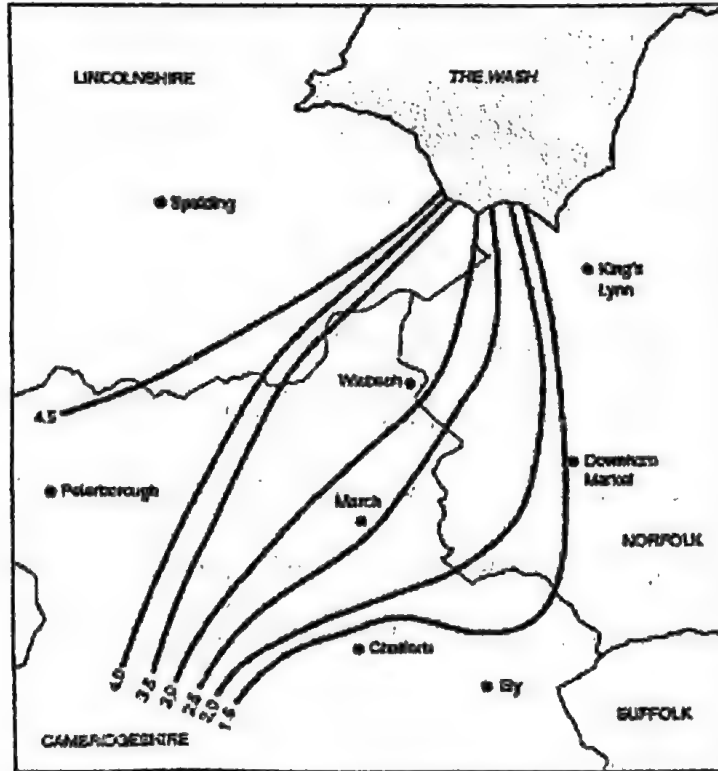 LINCOLNSHIRE
THE WASH
Spalding
King's
Lynn
Wisbech
4.5
Peterborough
Downham
Market
March
NORFOLK
Chatteris
4.0
3.5
3.0
2.5
2.0
1.5
Ely
SUFFOLK
CAMBRIDGESHIRE